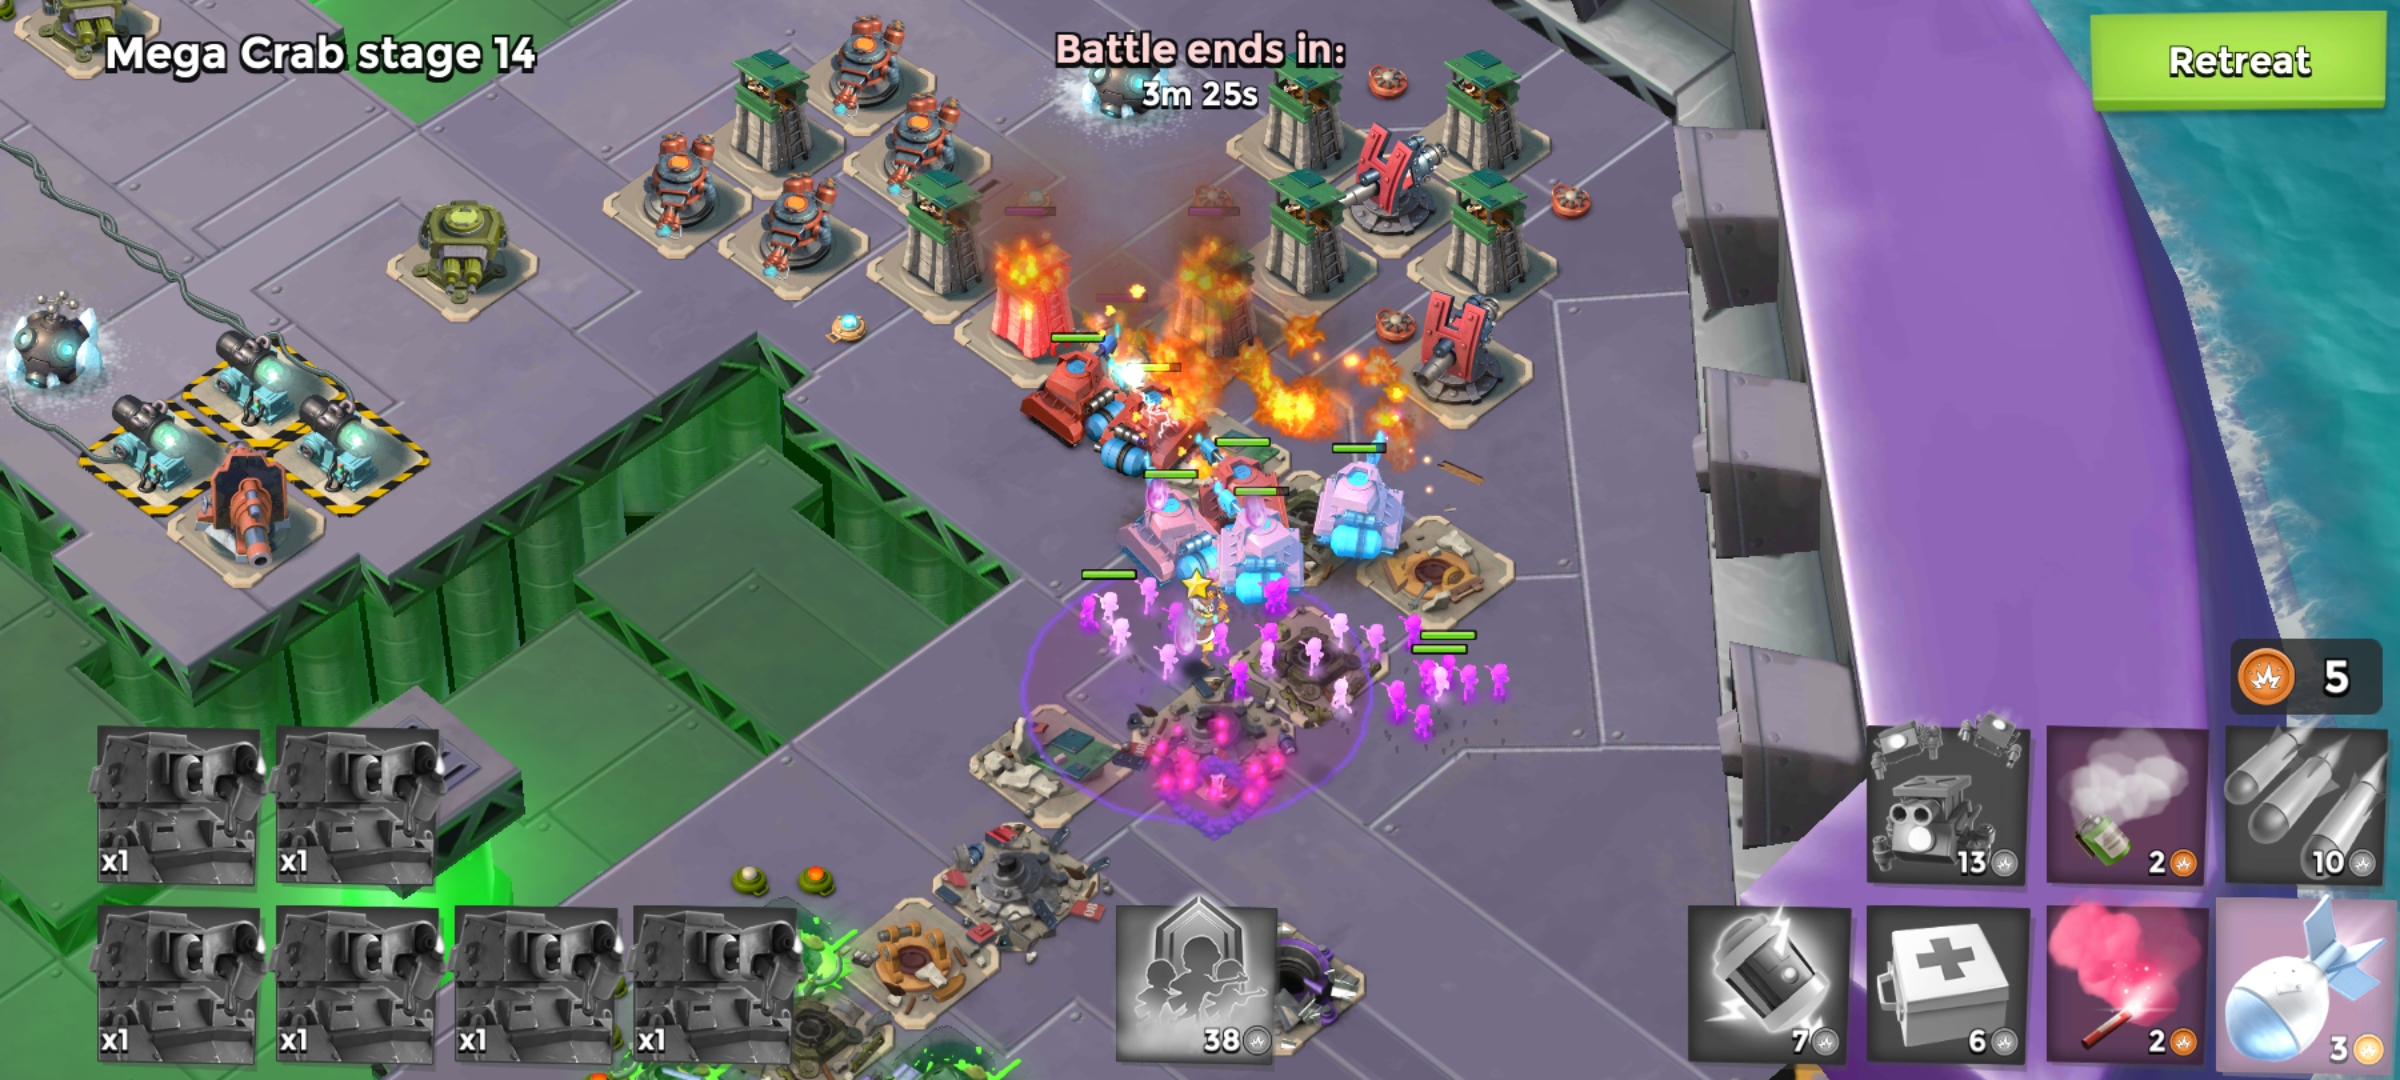 Mega Crab stage 14
Battle ends in:
3m 25s
Retreat
5
x1
x1
13
2
10
x1
x1
x1
x1
38
7
6
2
3